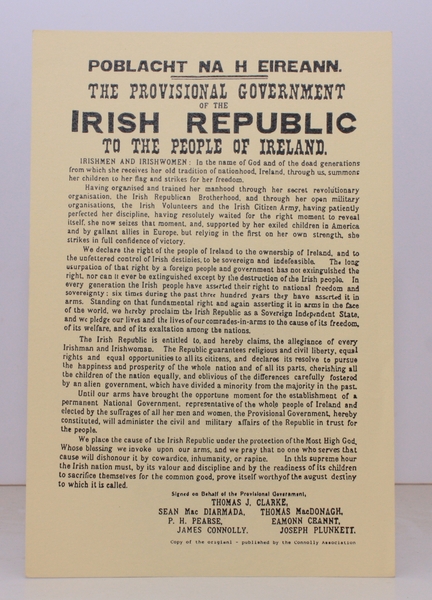 POBLACHT NA H EIREANN.
THE PROVISIONAL GOVERNMENT
OF THE
IRISH REPUBLIC
TO THE PEOPLE OF IRELAND.
IRISHMEN AND IRISHWOMEN: In the name of God and of the dead generations
from which she receives her old tradition of nationhood, Ireland, through us, summons
her children to her flag and strikes for her freedom.
Having organised and trained her manhood through her secret revolutionary
organisation, the Irish Republican Brotherhood, and through her open military
organisations, the Irish Volunteers and the Irish Citizen Army, having patiently
perfected her discipline, having resolutely waited for the right moment to reveal
itself, she now seizes that moment, and, supported by her exiled children in America
and by gallant allies in Europe, but relying in the first on her own strength, she
strikes in full confidence of victory.
We declare the right of the people of Ireland to the ownership of Ireland, and to
the unfettered control of Irish destinies, to be sovereign and indefeasible. The long
usurpation of that right by a foreign people and government has not extinguished the
right, nor can it ever be extinguished except by the destruction of the Irish people. In
every generation the Irish people have asserted their right to national freedom and
sovereignty: six times during the past three hundred years they have asserted it in
arms. Standing on that fundamental right and again asserting it in arms in the face
of the world, we hereby proclaim the Irish Republic as a Sovereign Independent State,
and we pledge our lives and the lives of our comrades-in-arms to the cause of its freedom,
of its welfare, and of its exaltation among the nations.
The Irish Republic is entitled to, and hereby claims, the allegiance of every
Irishman and Irishwoman. The Republic guarantees religious and civil liberty, equal
rights and equal opportunities to all its citizens, and declares its resolve to pursue
the happiness and prosperity of the whole nation and of all its parts, cherishing all
the children of the nation equally, and oblivious of the differences carefully fostered
by an alien government, which have divided a minority from the majority in the past.
Until our arms have brought the opportune moment for the establishment of a
permanent National Government, representative of the whole people of Ireland and
elected by the suffrages of all her men and women, the Provisional Government, hereby
constituted, will administer the civil and military affairs of the Republic in trust for
the people.
We place the cause of the Irish Republic under the protection of the Most High God,
Whose blessing we invoke upon our arms, and we pray that no one who serves that
cause will dishonour it by cowardice, inhumanity, or rapine. In this supreme hour
the Irish nation must, by its valour and discipline and by the readiness of its children
to sacrifice themselves for the common good, prove itself worthy of the august destiny
to which it is called.
Signed on Behalf of the Provisional Government,
THOMAS J. CLARKE,
SEAN Mac DIARMADA, THOMAS MacDONAGH,
P. H. PEARSE, EAMONN CEANNT,
JAMES CONNOLLY, JOSEPH PLUNKETT.
Copy of the original - published by the Connolly Association